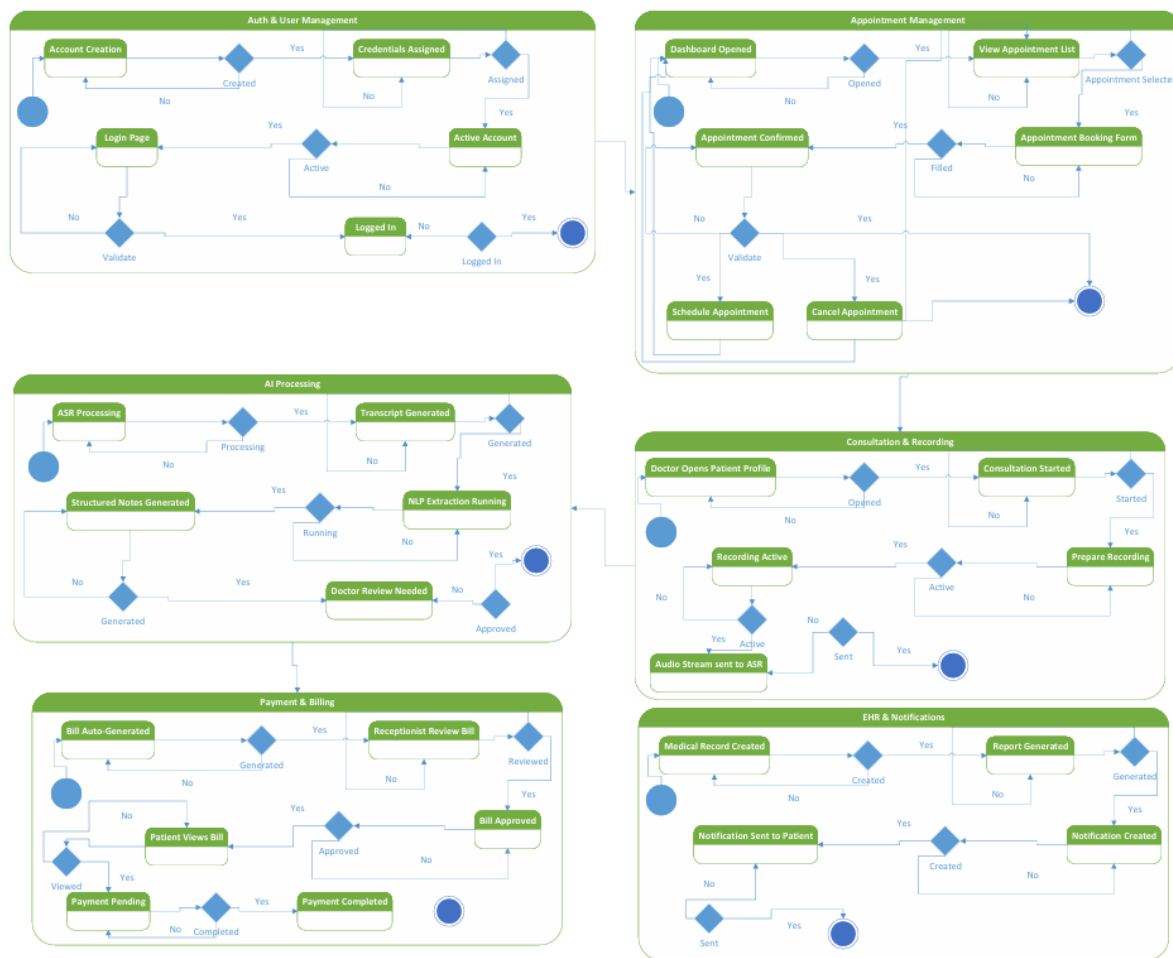 Auth & User Management
Account Creation
Yes
Credentials Assigned
Created
Assigned
No
No
Yes
Login Page
Yes
Active Account
Active
No
No
Yes
Logged In
No
Yes
Validate
Logged In
Appointment Management
Dashboard Opened
Yes
View Appointment List
Opened
Appointment Selecte
No
No
Yes
Appointment Confirmed
Yes
Appointment Booking Form
Filled
No
No
Yes
Validate
Yes
Yes
Schedule Appointment
Cancel Appointment
AI Processing
ASR Processing
Yes
Transcript Generated
Processing
Generated
No
No
Yes
Structured Notes Generated
Yes
NLP Extraction Running
Running
No
Yes
No
Yes
Doctor Review Needed
No
Generated
Approved
Consultation & Recording
Doctor Opens Patient Profile
Yes
Consultation Started
Opened
Started
No
No
Yes
Recording Active
Yes
Prepare Recording
Active
No
No
No
Yes
Active
Sent
Yes
Audio Stream sent to ASR
Payment & Billing
Bill Auto-Generated
Yes
Receptionist Review Bill
Generated
Reviewed
No
No
Yes
No
Yes
Bill Approved
Patient Views Bill
Approved
No
Viewed
Yes
Payment Pending
Yes
Payment Completed
No
Completed
EHR & Notifications
Medical Record Created
Yes
Report Generated
Created
Generated
No
No
Yes
Notification Sent to Patient
Yes
Notification Created
Created
No
No
Sent
Yes